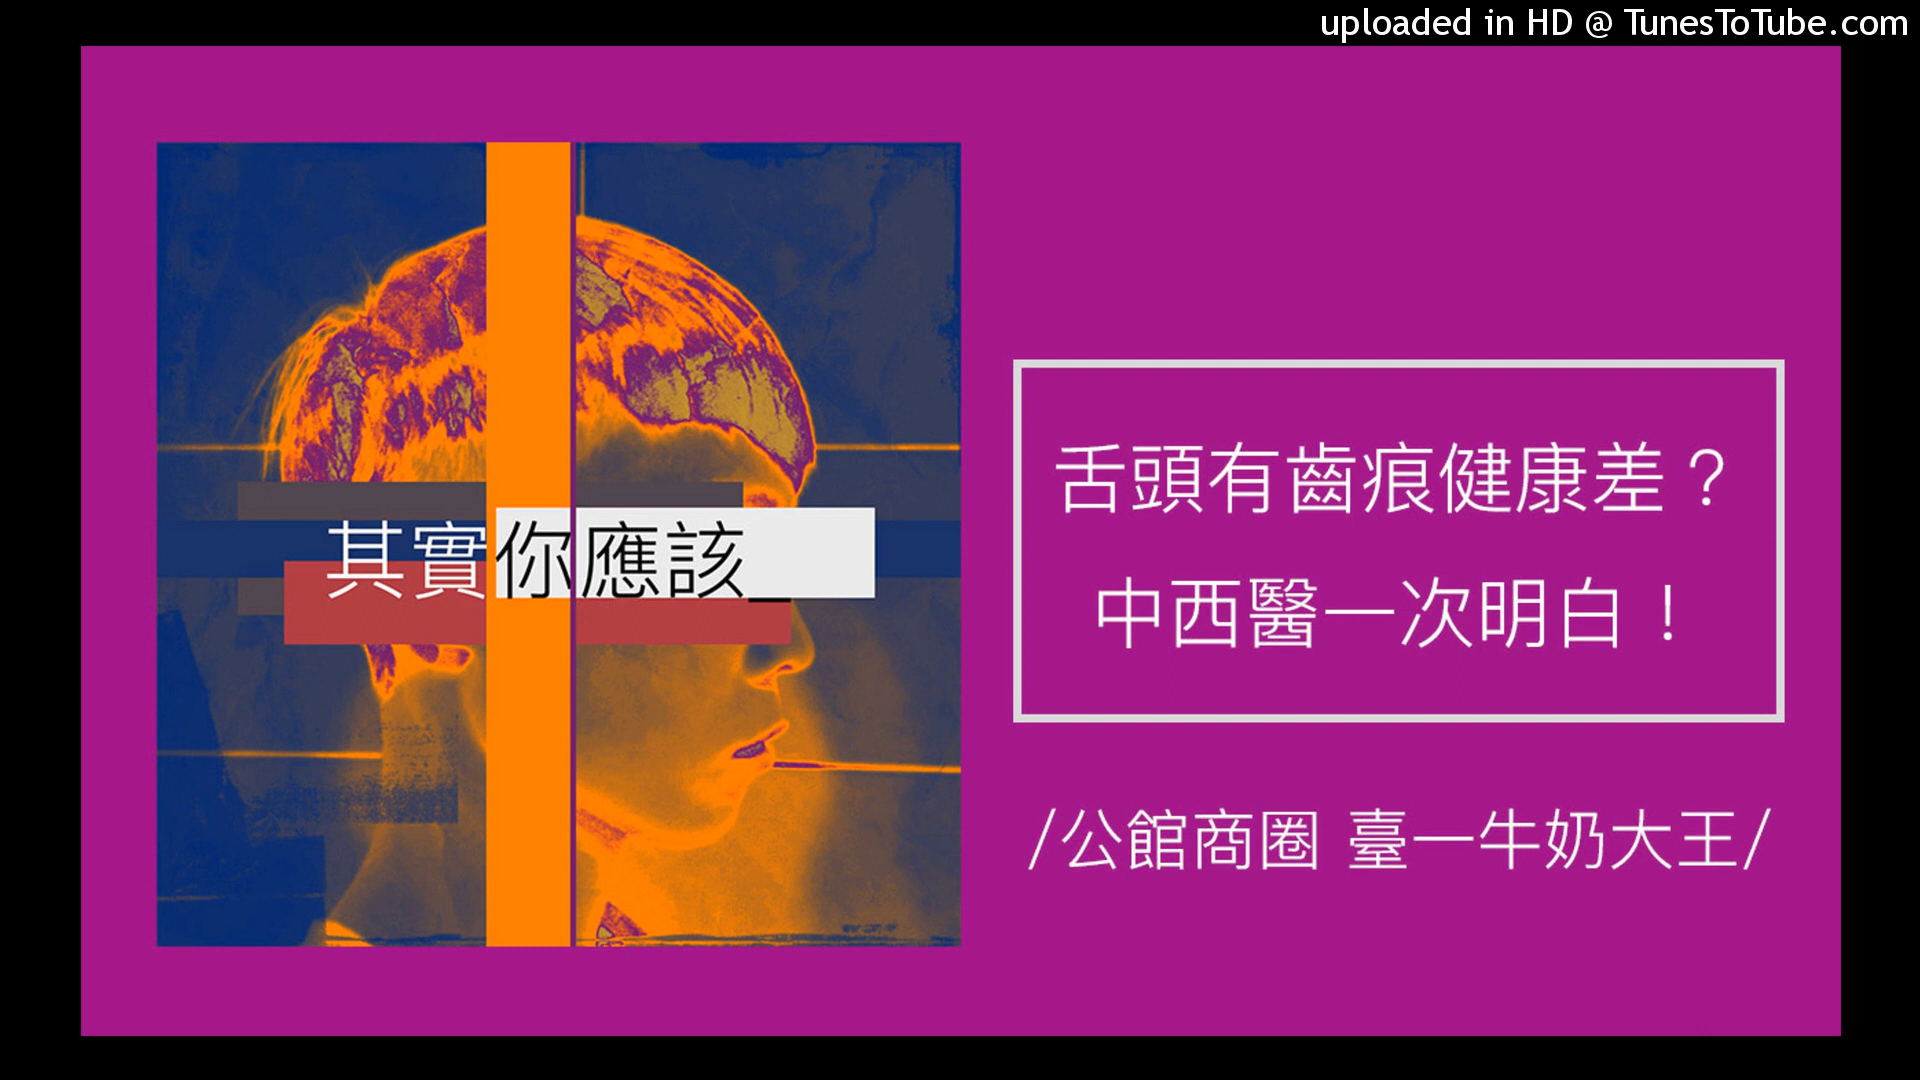 uploaded in HD @ TunesToTube.com
其實你應該_
舌頭有齒痕健康差？
中西醫一次明白！
/公館商圈 臺一牛奶大王/